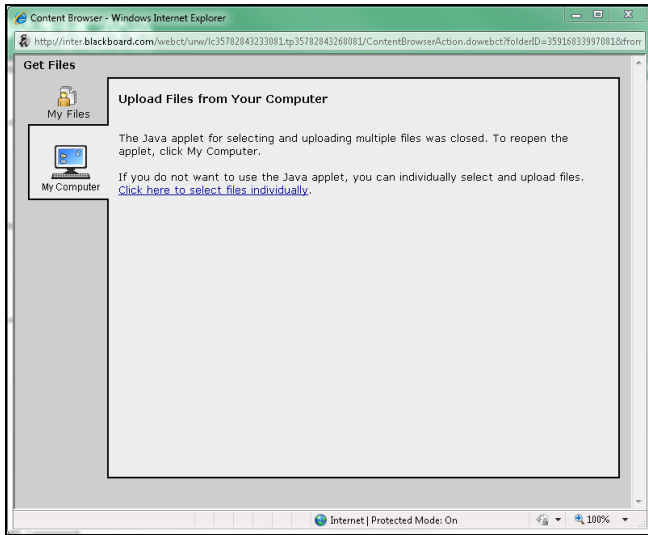 Content Browser - Windows Internet Explorer
http://inter.blackboard.com/webct/urw/lc35782843233081.tp35782843268081/ContentBrowserAction.dowebct?folderID=35916833997081&from
Get Files
My Files
Upload Files from Your Computer
The Java applet for selecting and uploading multiple files was closed. To reopen the
applet, click My Computer.
My Computer
If you do not want to use the Java applet, you can individually select and upload files.
Click here to select files individually.
Internet | Protected Mode: On
100%